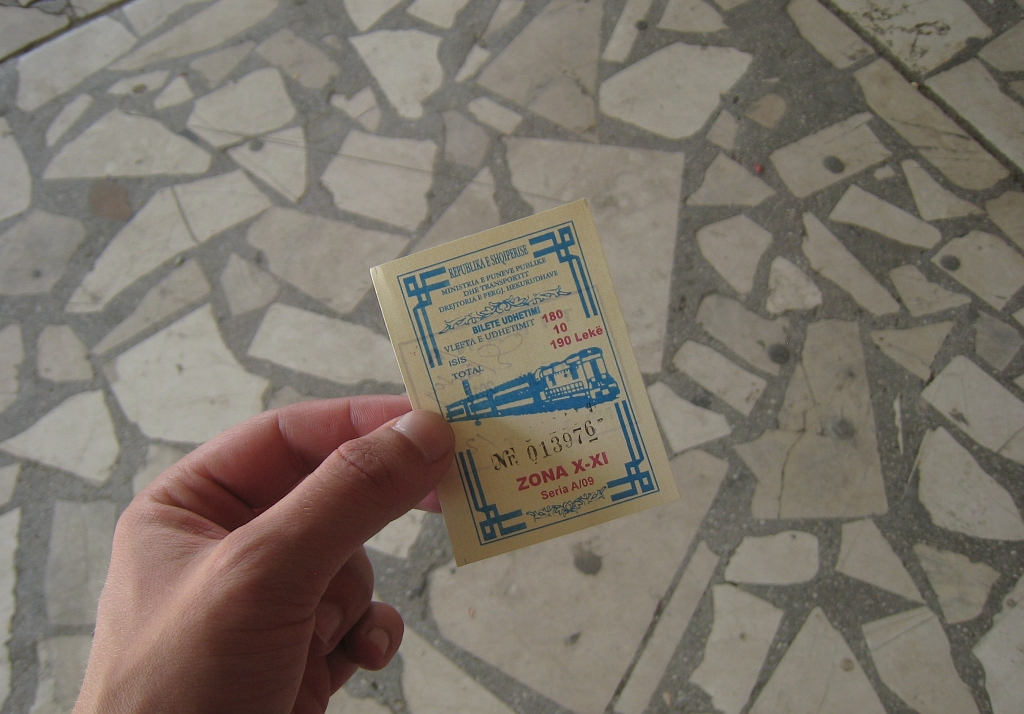 REPUBLIKA E SHQIPERISE
MINISTRIA E PUNEVE PUBLIKE
DHE TRANSPORTIT
DREJTORIA E PERGJ. HEKURUDHAVE
BILETE UDHETIMI
VLEFTA E UDHETIMIT 180
ISIS 10
TOTAL 190 Lekë
№ 013976
ZONA X-XI
Seria A/09